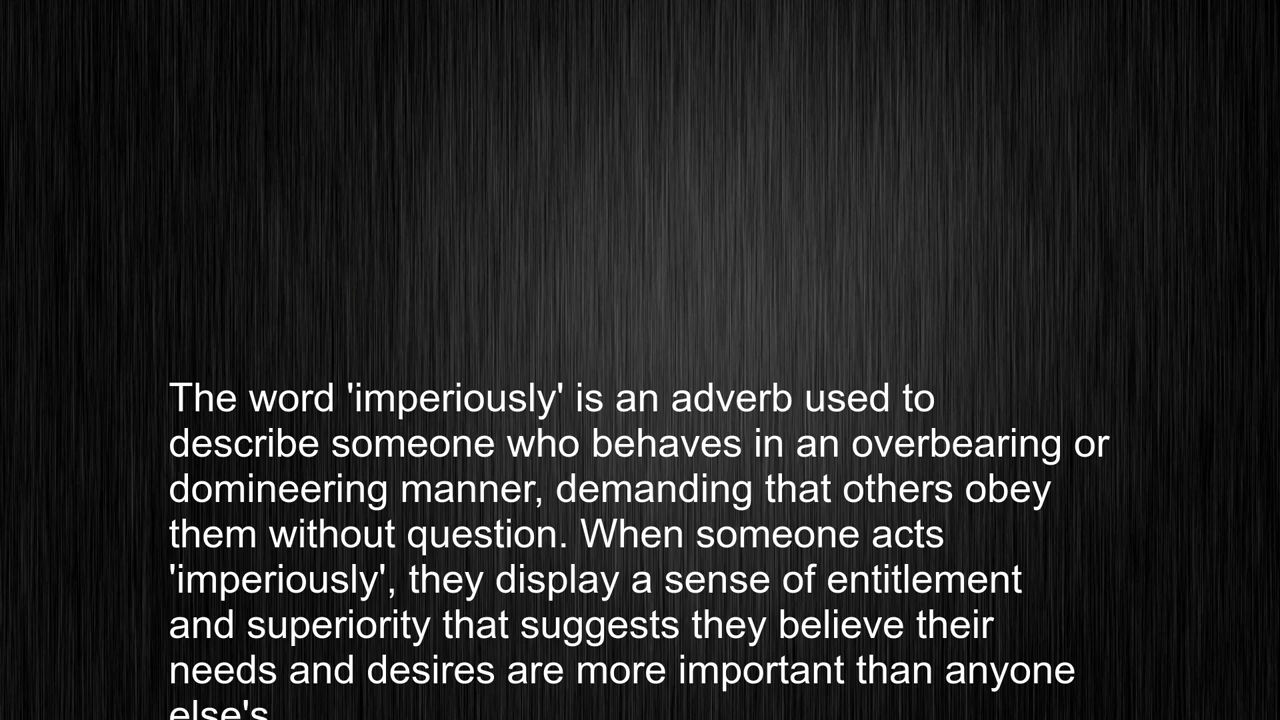 The word 'imperiously' is an adverb used to
describe someone who behaves in an overbearing or
domineering manner, demanding that others obey
them without question. When someone acts
'imperiously', they display a sense of entitlement
and superiority that suggests they believe their
needs and desires are more important than anyone
else's.